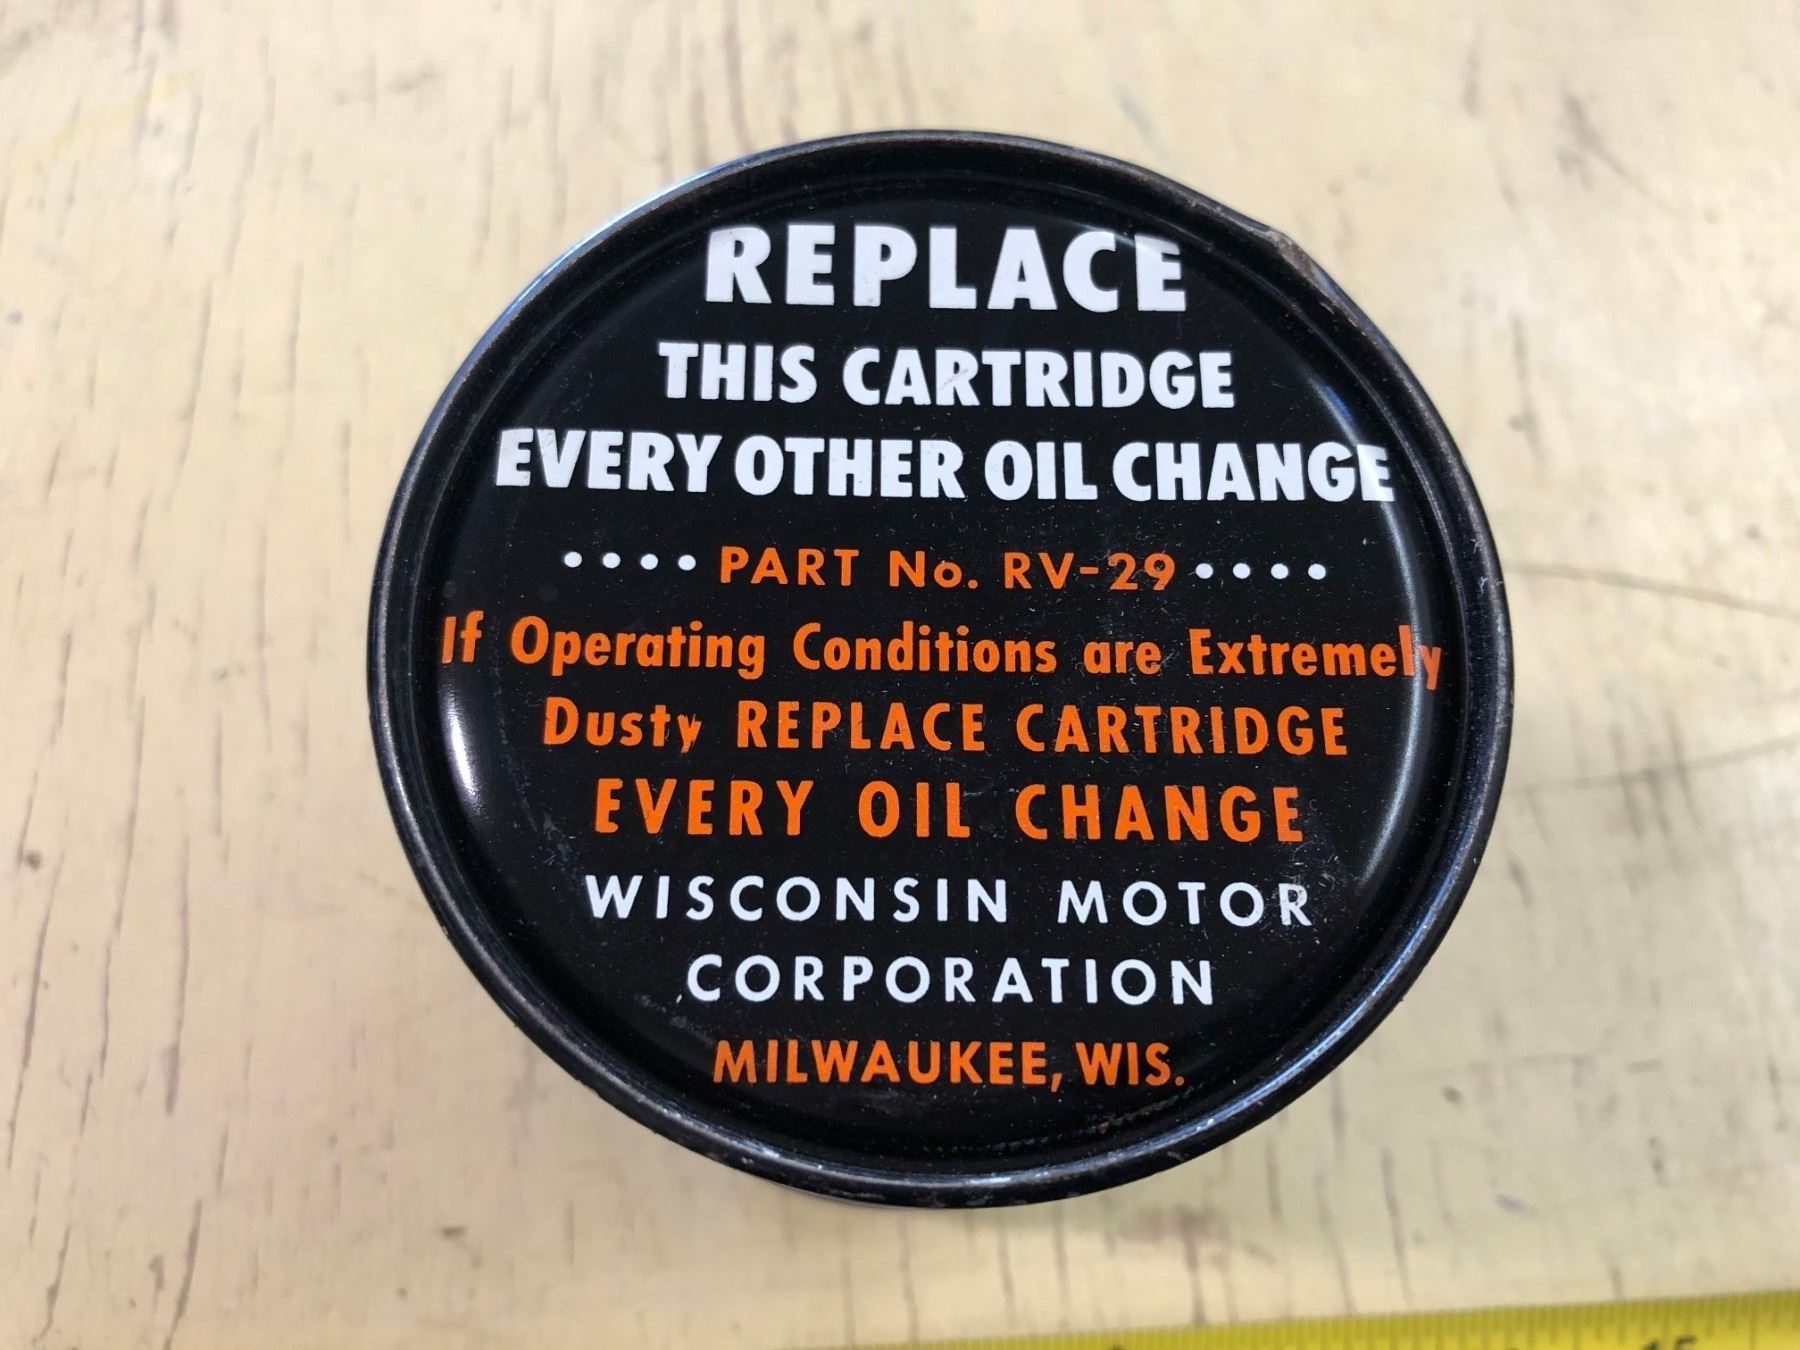 REPLACE
THIS CARTRIDGE
EVERY OTHER OIL CHANGE
•••• PART No. RV-29 ••••
If Operating Conditions are Extremely
Dusty REPLACE CARTRIDGE
EVERY OIL CHANGE
WISCONSIN MOTOR
CORPORATION
MILWAUKEE, WIS.
15